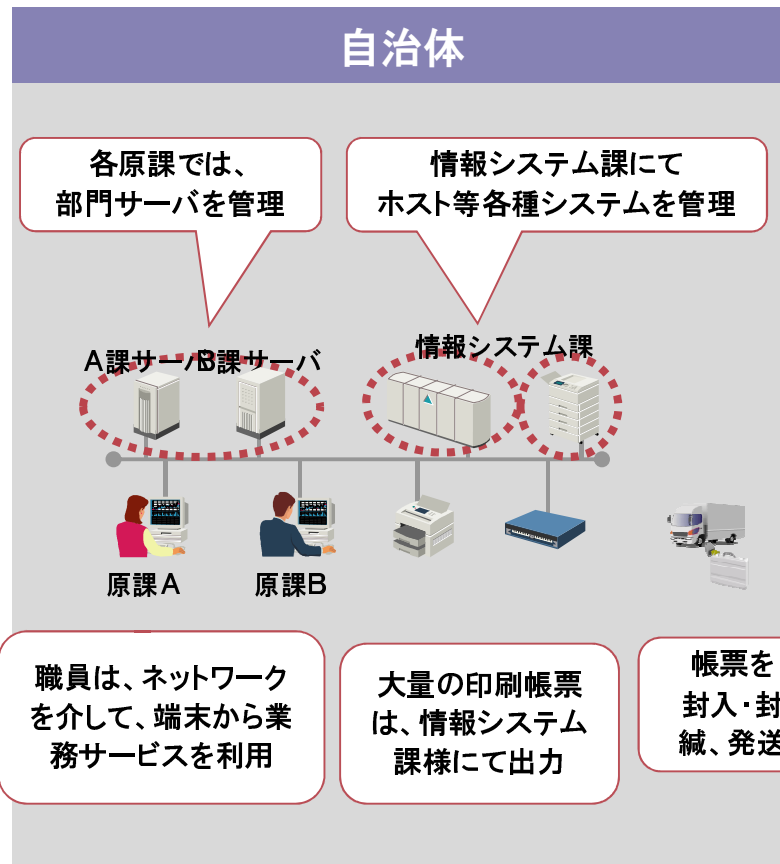 自治体
各原課では、
部門サーバを管理
情報システム課にて
ホスト等各種システムを管理
A課サーバ
B課サーバ
情報システム課
原課A
原課B
職員は、ネットワーク
を介して、端末から業
務サービスを利用
大量の印刷帳票
は、情報システム
課様にて出力
帳票を
封入・封
緘、発送